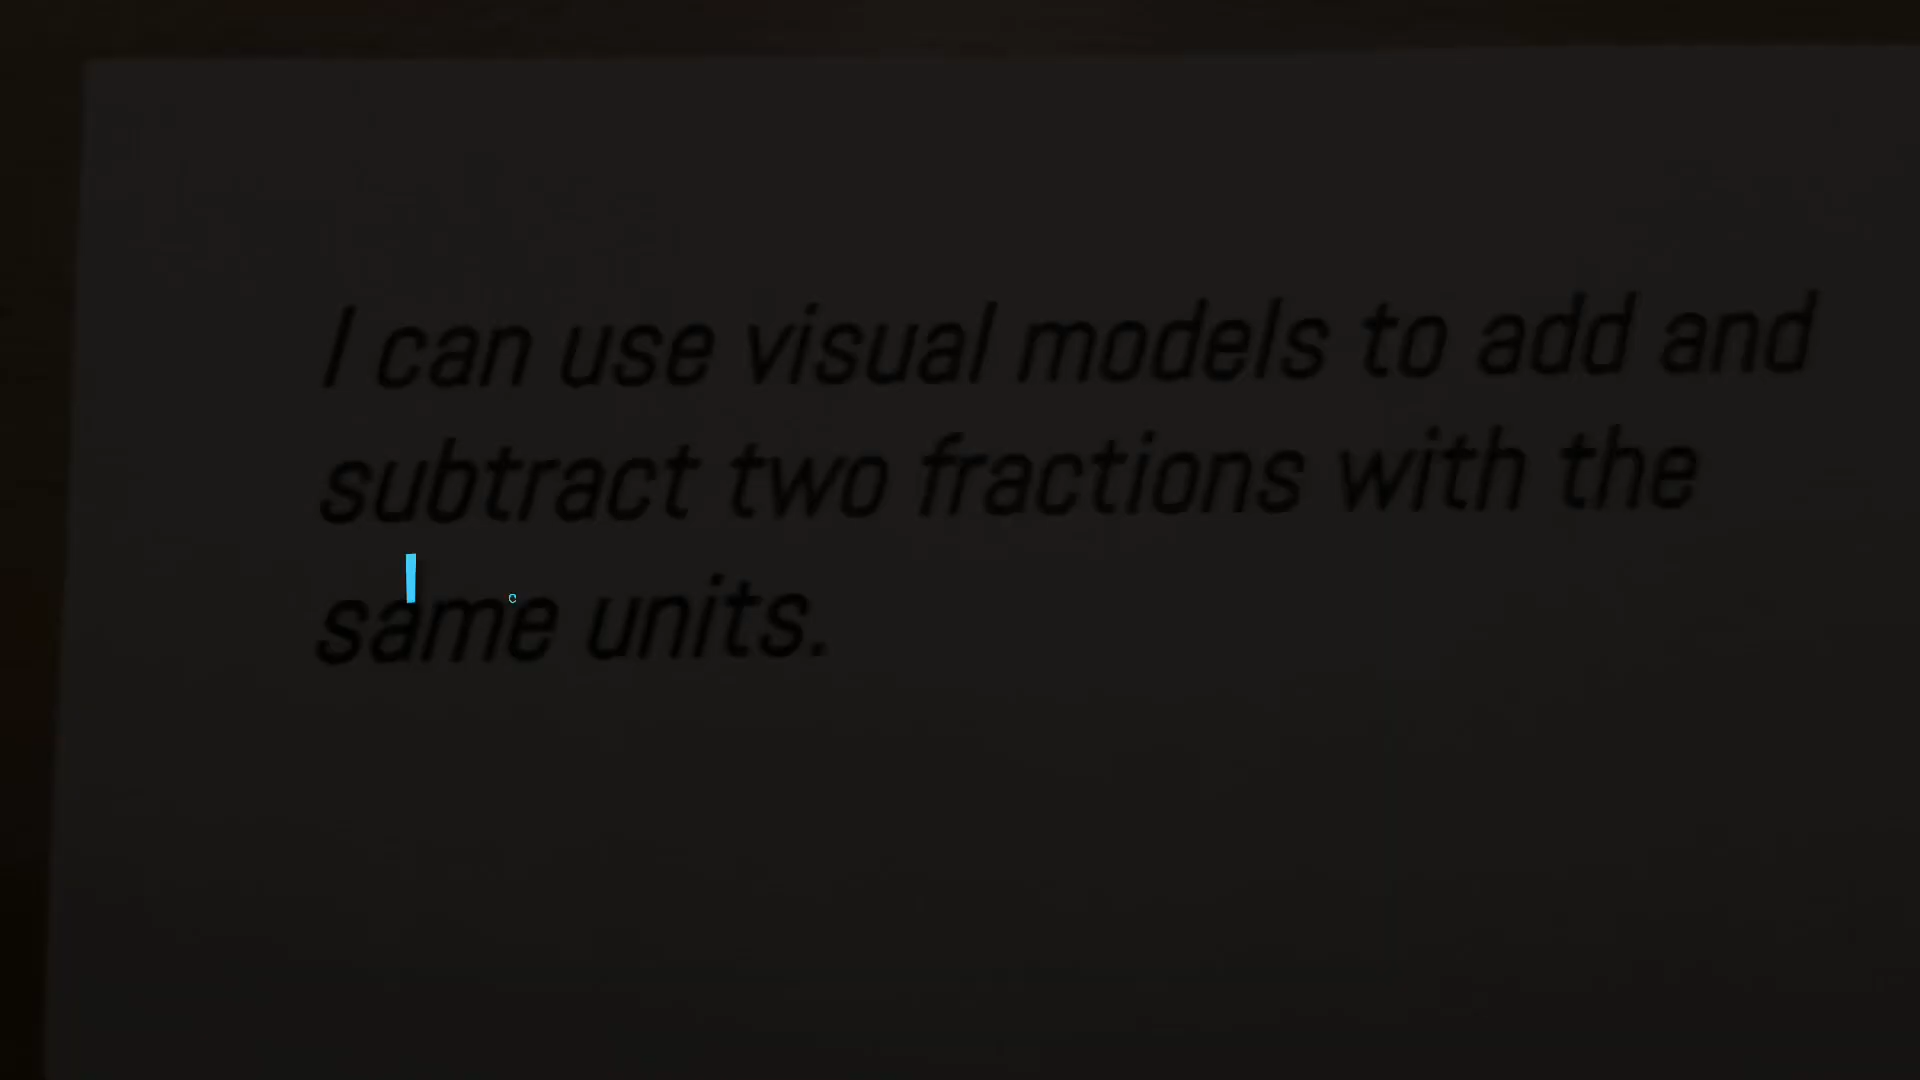 I can use visual models to add and
subtract two fractions with the
same units.